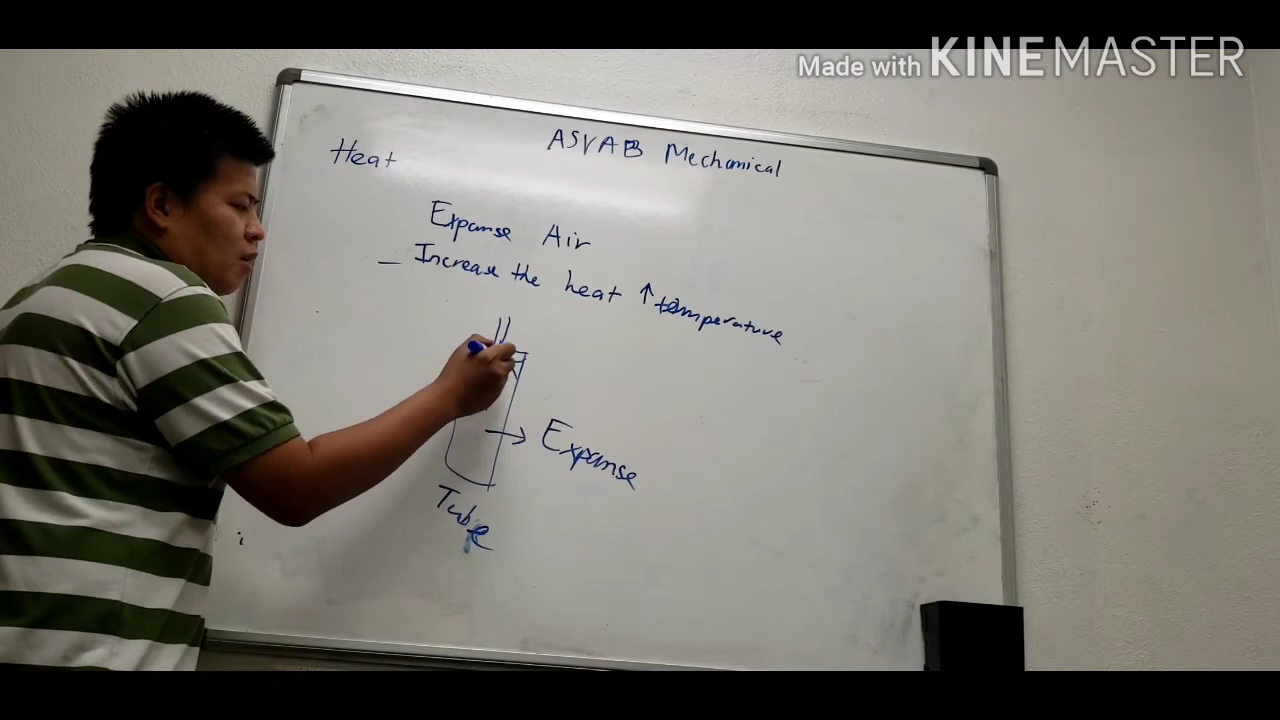 Made with KINEMASTER
ASVAB Mechanical
Heat
Expanse Air
– Increase the heat ↑ temperature
Expanse
Tube